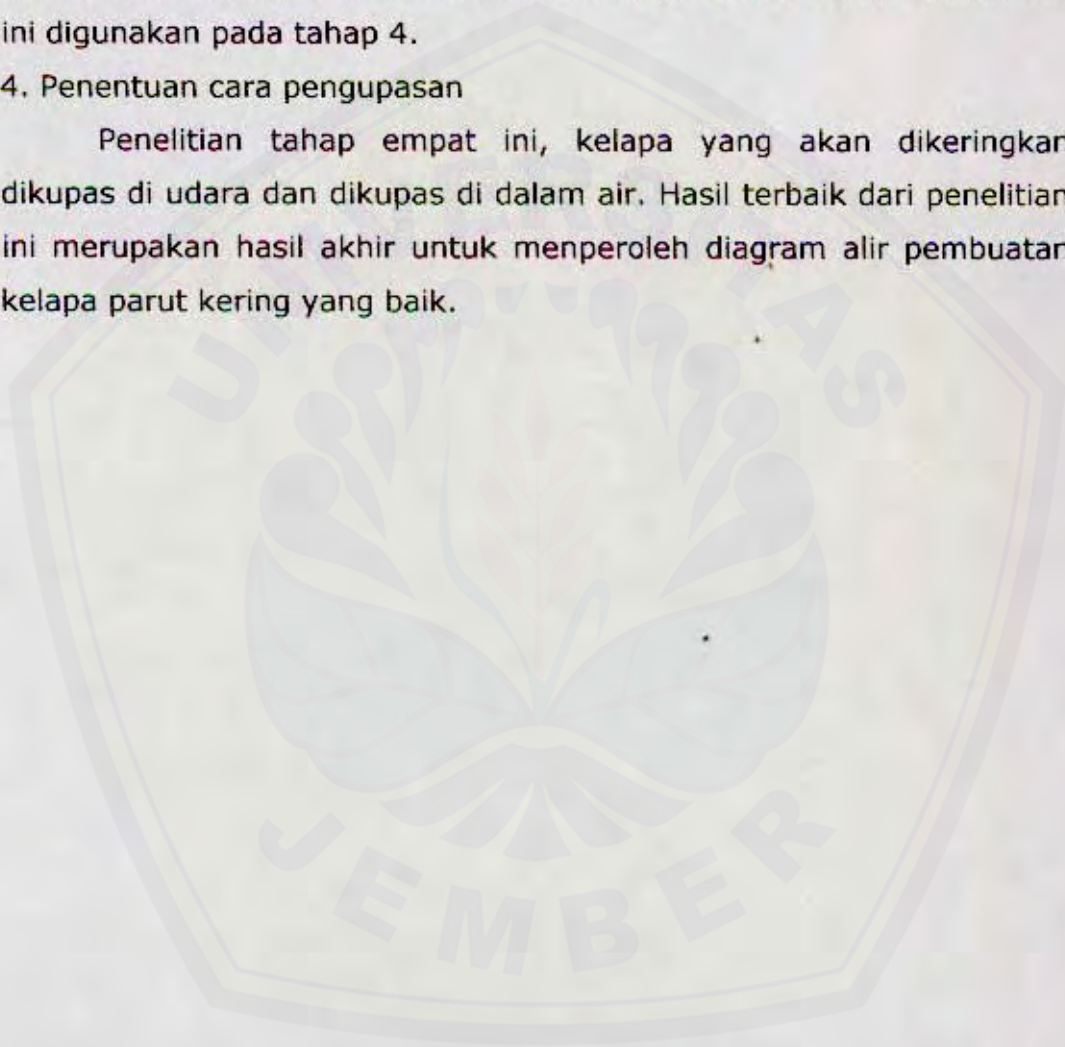 ini digunakan pada tahap 4.
4. Penentuan cara pengupasan
Penelitian tahap empat ini, kelapa yang akan dikeringkan
dikupas di udara dan dikupas di dalam air. Hasil terbaik dari penelitian
ini merupakan hasil akhir untuk menperoleh diagram alir pembuatan
kelapa parut kering yang baik.
UNIVERSITAS
JEMBER